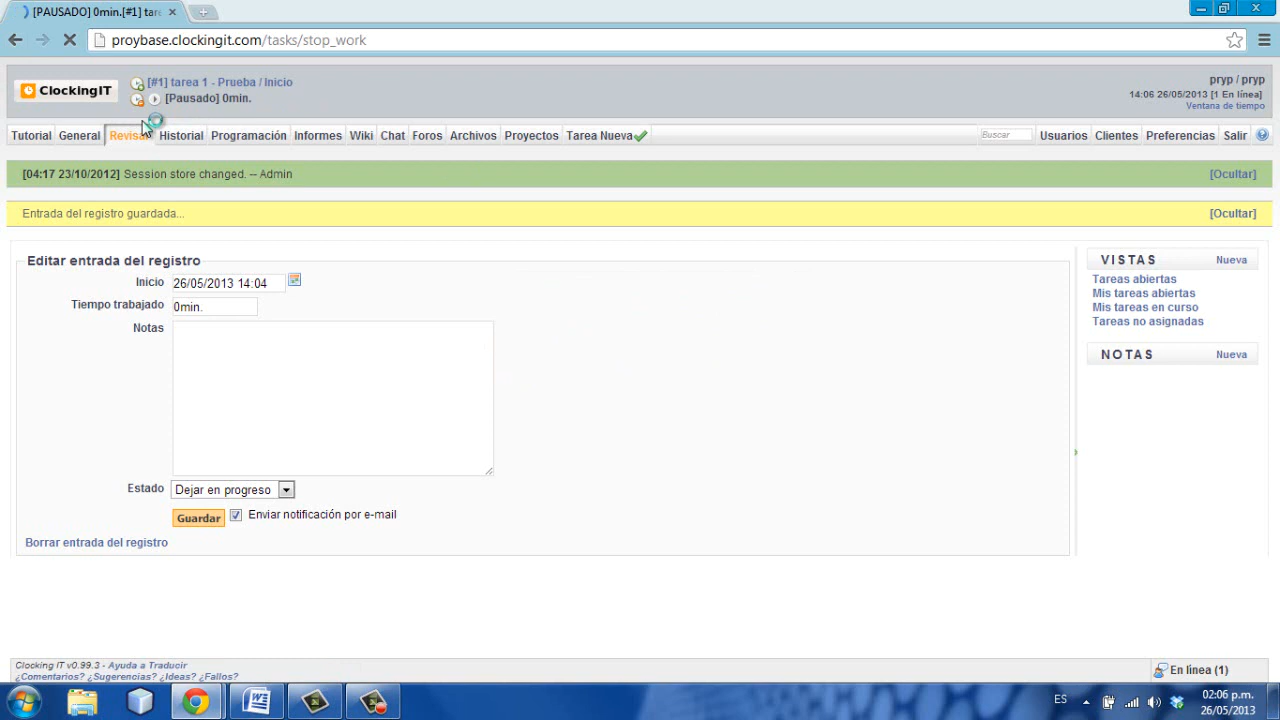 [PAUSADO] 0min.[#1] tar
proybase.clockingit.com/tasks/stop_work
ClockingIT
[#1] tarea 1 - Prueba / Inicio
[Pausado] 0min.
pryp / pryp
14:06 26/05/2013 [1 En línea]
Ventana de tiempo
Tutorial General Historial Programación Informes Wiki Chat Foros Archivos Proyectos Tarea Nueva Buscar Usuarios Clientes Preferencias Salir
[04:17 23/10/2012] Session store changed. -- Admin [Ocultar]
Entrada del registro guardada... [Ocultar]
Editar entrada del registro
Inicio 26/05/2013 14:04
Tiempo trabajado 0min.
Notas
Estado Dejar en progreso
Guardar Enviar notificación por e-mail
Borrar entrada del registro
VISTAS Nueva
Tareas abiertas
Mis tareas abiertas
Mis tareas en curso
Tareas no asignadas
NOTAS Nueva
Clocking IT v0.99.3 - Ayuda a Traducir
¿Comentarios? ¿Sugerencias? ¿Ideas? ¿Fallos?
En línea (1)
ES
02:06 p.m.
26/05/2013